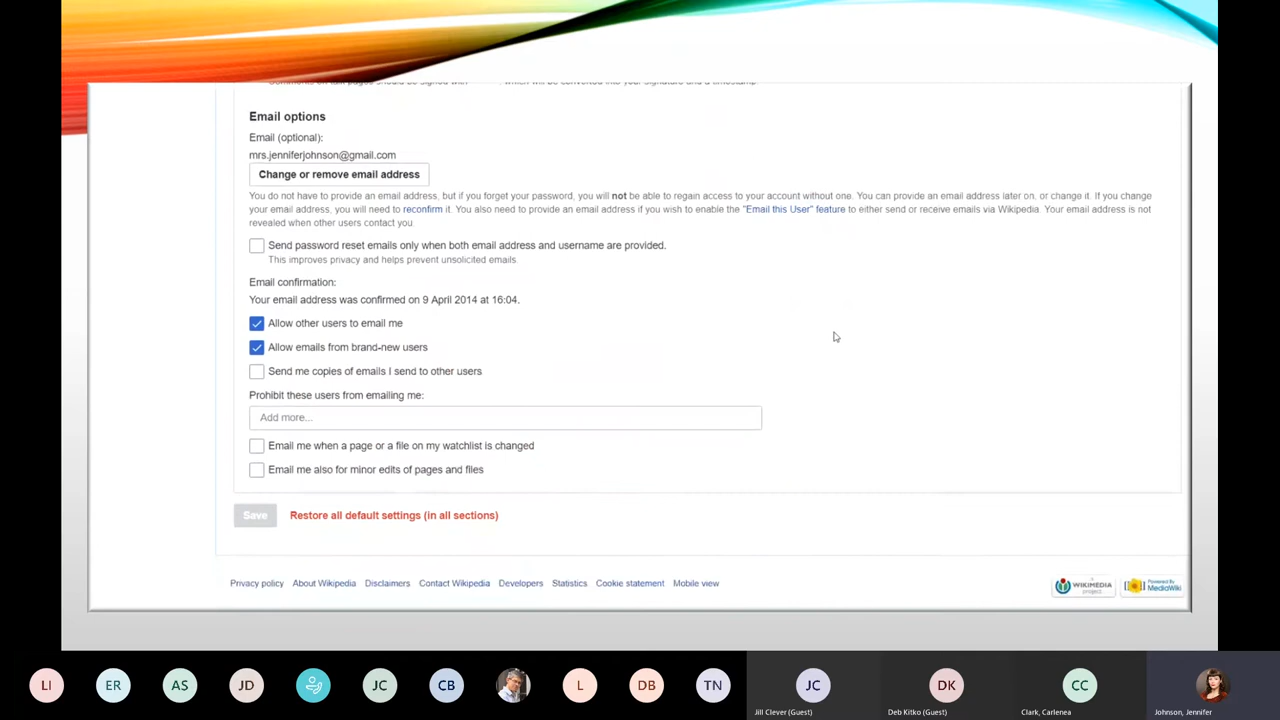 Email options
Email (optional):
mrs.jenniferjohnson@gmail.com
Change or remove email address
You do not have to provide an email address, but if you forget your password, you will not be able to regain access to your account without one. You can provide an email address later on, or change it. If you change
your email address, you will need to reconfirm it. You also need to provide an email address if you wish to enable the "Email this User" feature to either send or receive emails via Wikipedia. Your email address is not
revealed when other users contact you.
Send password reset emails only when both email address and username are provided.
This improves privacy and helps prevent unsolicited emails.
Email confirmation:
Your email address was confirmed on 9 April 2014 at 16:04.
Allow other users to email me
Allow emails from brand-new users
Send me copies of emails I send to other users
Prohibit these users from emailing me:
Add more...
Email me when a page or a file on my watchlist is changed
Email me also for minor edits of pages and files
Save Restore all default settings (in all sections)
Privacy policy About Wikipedia Disclaimers Contact Wikipedia Developers Statistics Cookie statement Mobile view
A WIKIMEDIA project Powered By MediaWiki
LI ER AS JD JC CB L DB TN JC DK CC
Jill Clever (Guest) Deb Kitko (Guest) Clark, Carlenea Johnson, Jennifer